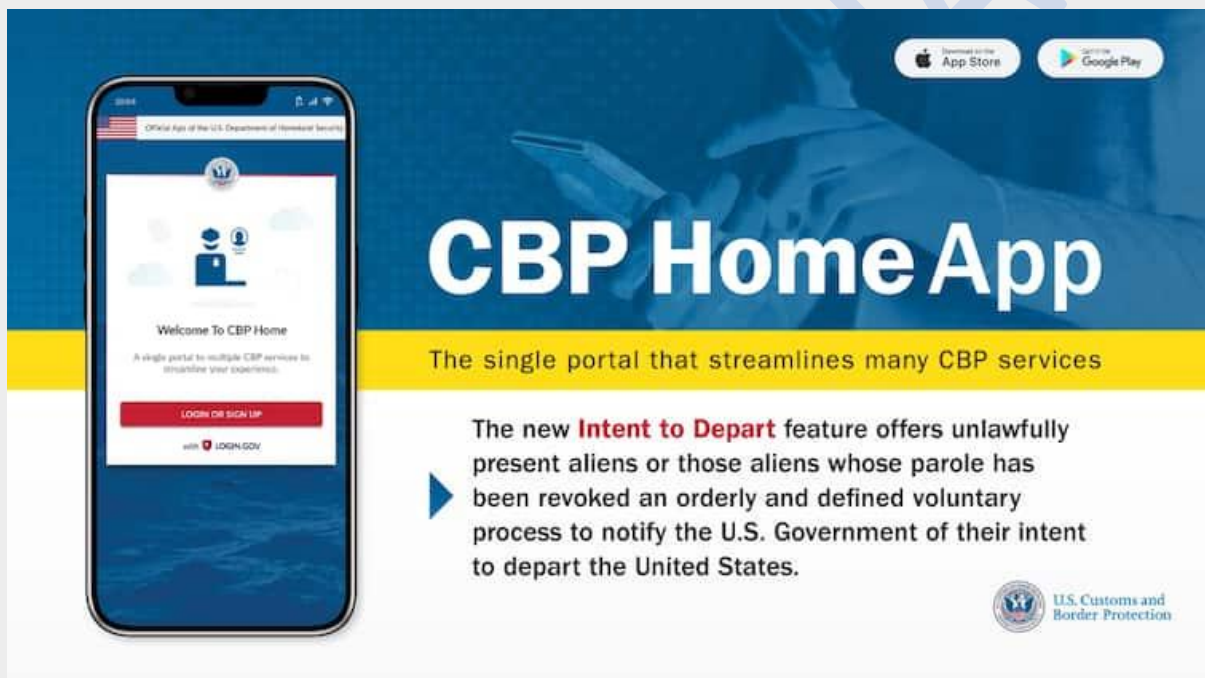 Download on the
App Store
GET IT ON
Google Play
Official App of the U.S. Department of Homeland Security
Welcome To CBP Home
A single portal to multiple CBP services to
streamline your experience.
LOGIN OR SIGN UP
with LOGIN.GOV
CBP Home App
The single portal that streamlines many CBP services
The new Intent to Depart feature offers unlawfully
present aliens or those aliens whose parole has
been revoked an orderly and defined voluntary
process to notify the U.S. Government of their intent
to depart the United States.
U.S. Customs and
Border Protection